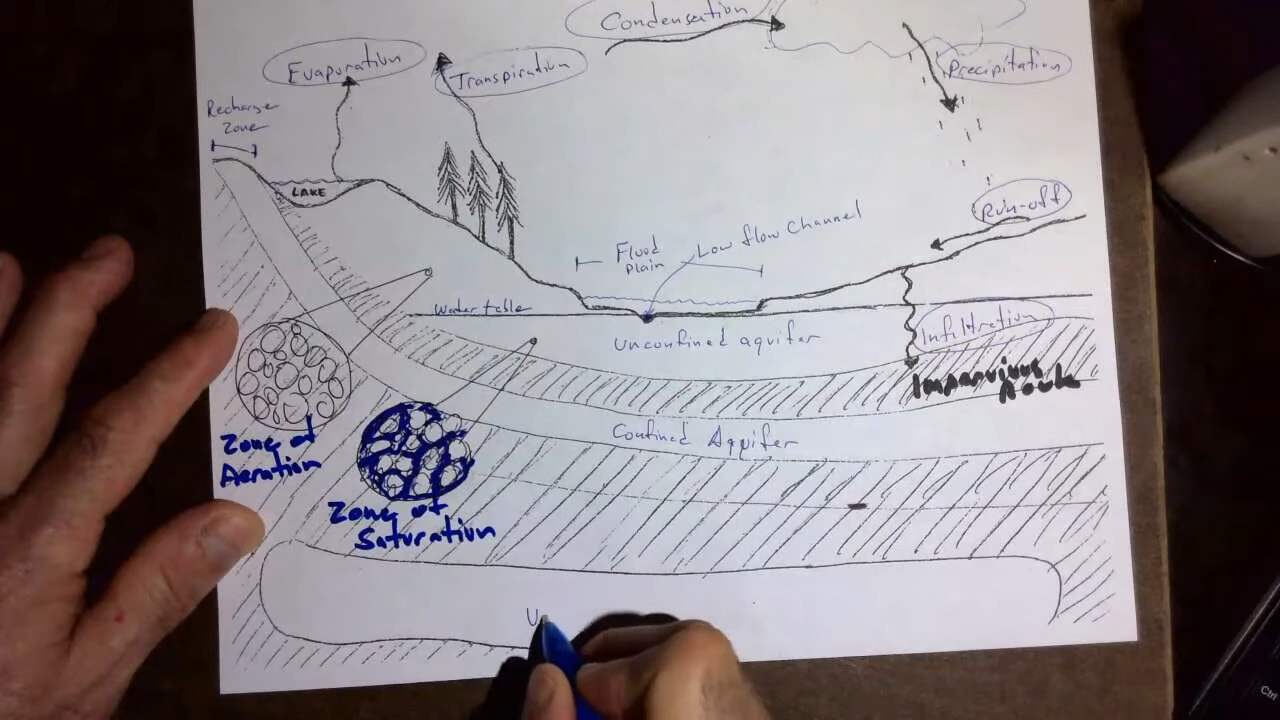 Condensation
Evaporation
Transpiration
Precipitation
Recharge
Zone
LAKE
Run-off
Flood
plain
Low flow Channel
Water table
unconfined aquifer
Infiltration
Impervious
Confined Aquifer
Zone of
Aeration
Zone of
Saturation
U
Ctrl